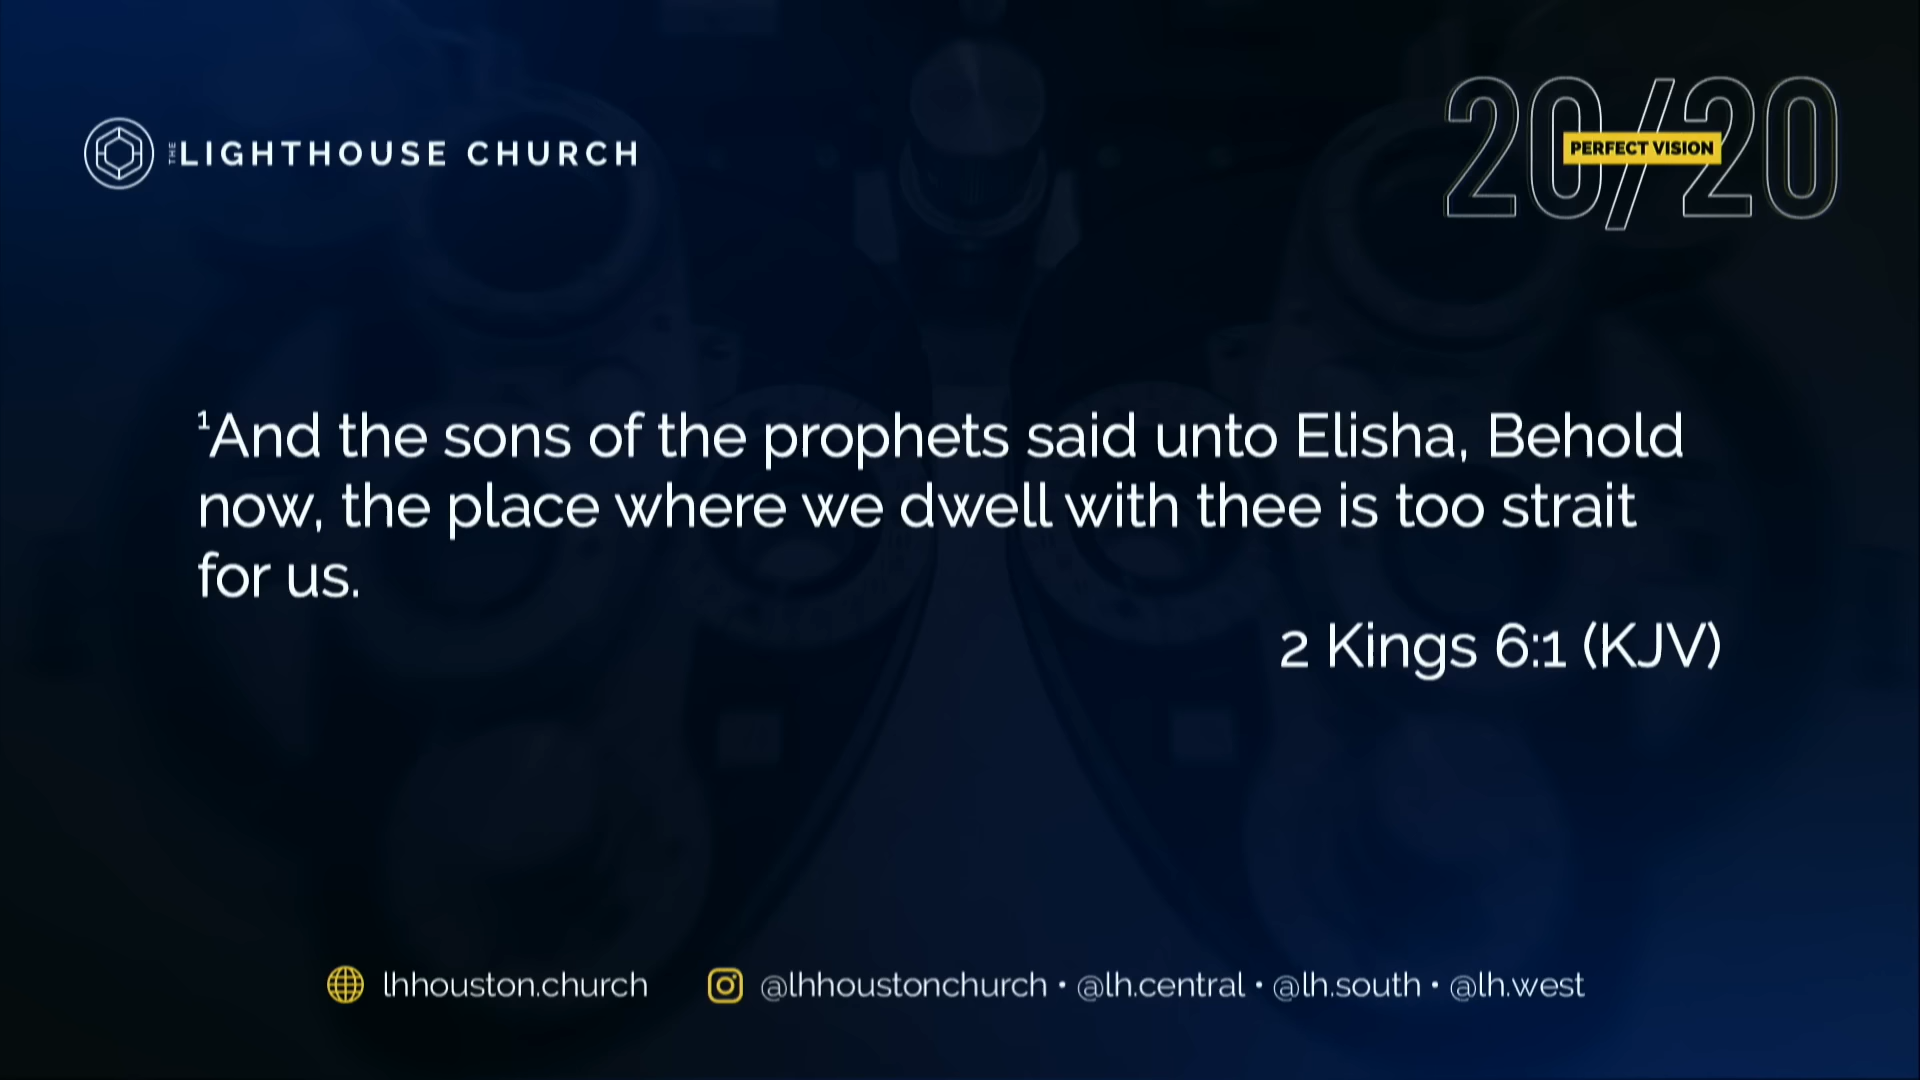 THE LIGHTHOUSE CHURCH
20/20
PERFECT VISION
¹And the sons of the prophets said unto Elisha, Behold
now, the place where we dwell with thee is too strait
for us.
2 Kings 6:1 (KJV)
lhhouston.church @lhhoustonchurch • @lh.central • @lh.south • @lh.west